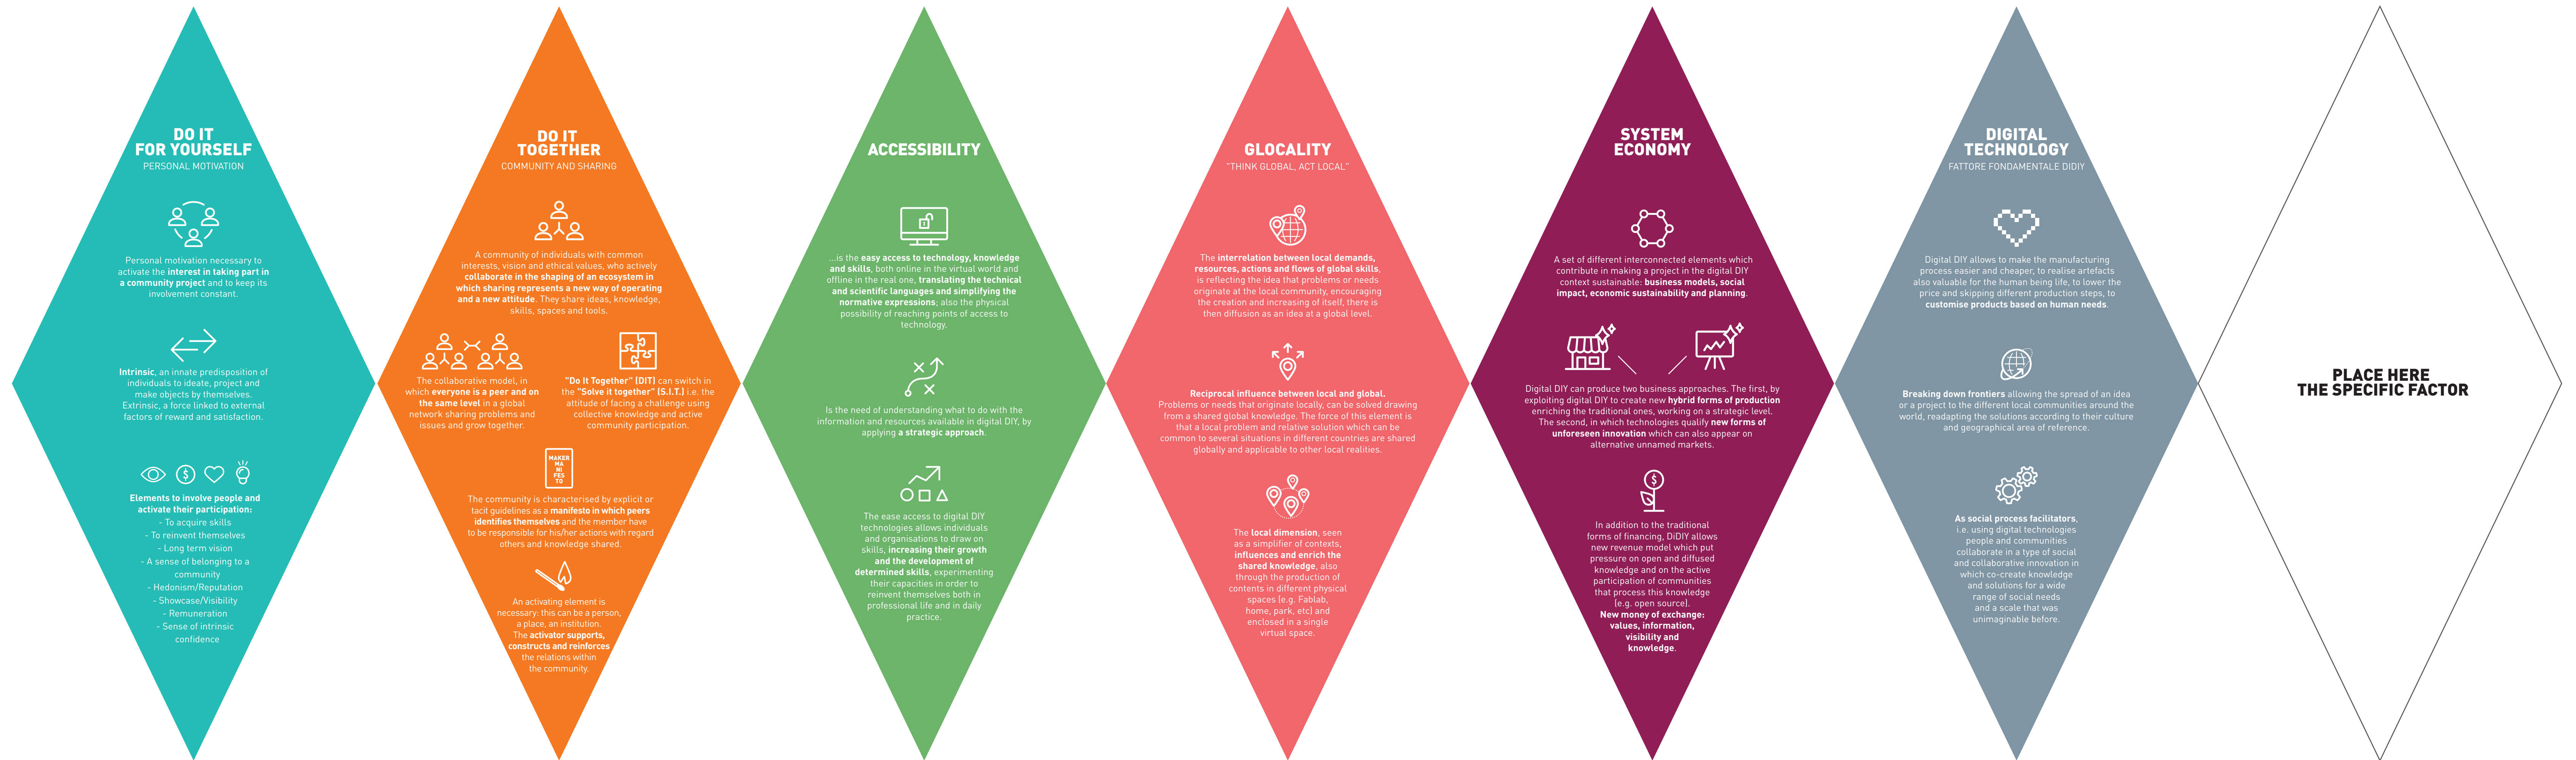 DO IT
FOR YOURSELF
PERSONAL MOTIVATION
Personal motivation necessary to
activate the interest in taking part in
a community project and to keep its
involvement constant.
Intrinsic, an innate predisposition of
individuals to ideate, project and
make objects by themselves.
Extrinsic, a force linked to external
factors of reward and satisfaction.
Elements to involve people and
activate their participation:
- To acquire skills
- To reinvent themselves
- Long term vision
- A sense of belonging to a
community
- Hedonism/Reputation
- Showcase/Visibility
- Remuneration
- Sense of intrinsic
confidence
DO IT
TOGETHER
COMMUNITY AND SHARING
A community of individuals with common
interests, vision and ethical values, who actively
collaborate in the shaping of an ecosystem in
which sharing represents a new way of operating
and a new attitude. They share ideas, knowledge,
skills, spaces and tools.
The collaborative model, in
which everyone is a peer and on
the same level in a global
network sharing problems and
issues and grow together.
"Do It Together" (DIT) can switch in
the "Solve it together" (S.I.T.) i.e. the
attitude of facing a challenge using
collective knowledge and active
community participation.
MAKER
MA
NI
FES
TO
The community is characterised by explicit or
tacit guidelines as a manifesto in which peers
identifies themselves and the member have
to be responsible for his/her actions with regard
others and knowledge shared.
An activating element is
necessary: this can be a person,
a place, an institution.
The activator supports,
constructs and reinforces
the relations within
the community.
ACCESSIBILITY
...is the easy access to technology, knowledge
and skills, both online in the virtual world and
offline in the real one, translating the technical
and scientific languages and simplifying the
normative expressions, also the physical
possibility of reaching points of access to
technology.
Is the need of understanding what to do with the
information and resources available in digital DIY, by
applying a strategic approach.
The ease access to digital DIY
technologies allows individuals
and organisations to draw on
skills, increasing their growth
and the development of
determined skills, experimenting
their capacities in order to
reinvent themselves both in
professional life and in daily
practice.
GLOCALITY
"THINK GLOBAL, ACT LOCAL"
The interrelation between local demands,
resources, actions and flows of global skills,
is reflecting the idea that problems or needs
originate at the local community, encouraging
the creation and increasing of itself, there is
then diffusion as an idea at a global level.
Reciprocal influence between local and global.
Problems or needs that originate locally, can be solved drawing
from a shared global knowledge. The force of this element is
that a local problem and relative solution which can be
common to several situations in different countries are shared
globally and applicable to other local realities.
The local dimension, seen
as a simplifier of contexts,
influences and enrich the
shared knowledge, also
through the production of
contents in different physical
spaces (e.g. Fablab,
home, park, etc) and
enclosed in a single
virtual space.
SYSTEM
ECONOMY
A set of different interconnected elements which
contribute in making a project in the digital DIY
context sustainable: business models, social
impact, economic sustainability and planning.
Digital DIY can produce two business approaches. The first, by
exploiting digital DIY to create new hybrid forms of production
enriching the traditional ones, working on a strategic level.
The second, in which technologies qualify new forms of
unforeseen innovation which can also appear on
alternative unnamed markets.
$
In addition to the traditional
forms of financing, DiDIY allows
new revenue model which put
pressure on open and diffused
knowledge and on the active
participation of communities
that process this knowledge
(e.g. open source).
New money of exchange:
values, information,
visibility and
knowledge.
DIGITAL
TECHNOLOGY
FATTORE FONDAMENTALE DIDIY
Digital DIY allows to make the manufacturing
process easier and cheaper, to realise artefacts
also valuable for the human being life, to lower the
price and skipping different production steps, to
customise products based on human needs.
Breaking down frontiers allowing the spread of an idea
or a project to the different local communities around the
world, readapting the solutions according to their culture
and geographical area of reference.
As social process facilitators,
i.e. using digital technologies
people and communities
collaborate in a type of social
and collaborative innovation in
which co-create knowledge
and solutions for a wide
range of social needs
and a scale that was
unimaginable before.
PLACE HERE
THE SPECIFIC FACTOR